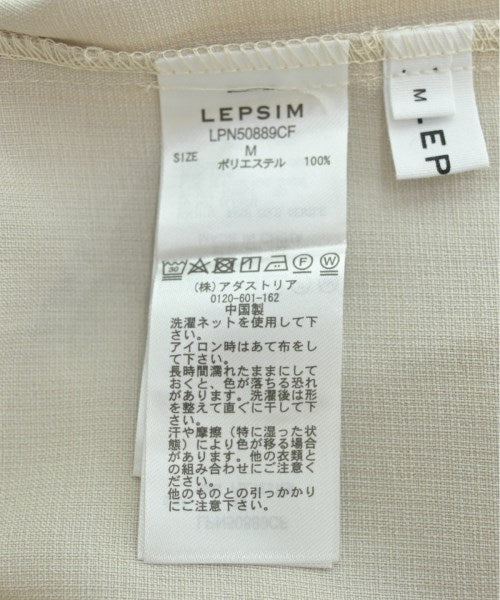 LEPSIM
LPN50889CF
SIZE M
ポリエステル 100%
(株)アダストリア
0120-601-162
中国製
洗濯ネットを使用して下
さい。
アイロン時はあて布をし
て下さい。
長時間濡れたままにして
おくと、色が落ちる恐れ
があります。洗濯後は形
を整えて直ぐに干して下
さい。
汗や摩擦（特に湿った状
態）により色が移る場合
があります。他の衣類と
の組み合わせにご注意く
ださい。
他のものとの引っかかり
にご注意下さい。
M
LEP